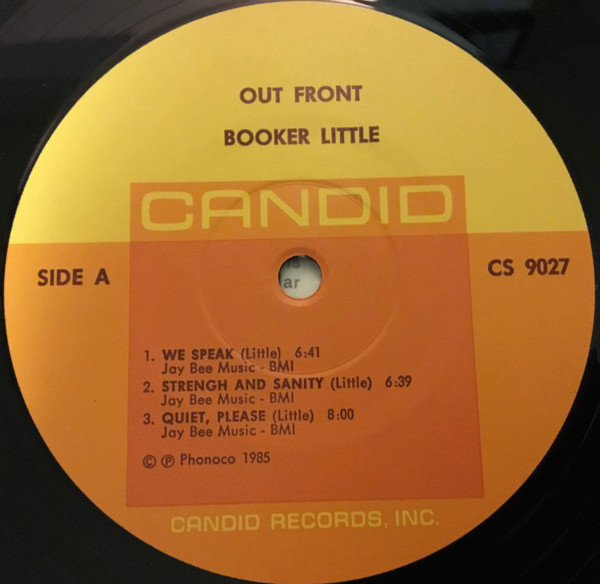 OUT FRONT
BOOKER LITTLE
CANDID
SIDE A
CS 9027
ar
1. WE SPEAK (Little) 6:41
Jay Bee Music - BMI
2. STRENGH AND SANITY (Little) 6:39
Jay Bee Music - BMI
3. QUIET, PLEASE (Little) 8:00
Jay Bee Music - BMI
© ℗ Phonoco 1985
CANDID RECORDS, INC.